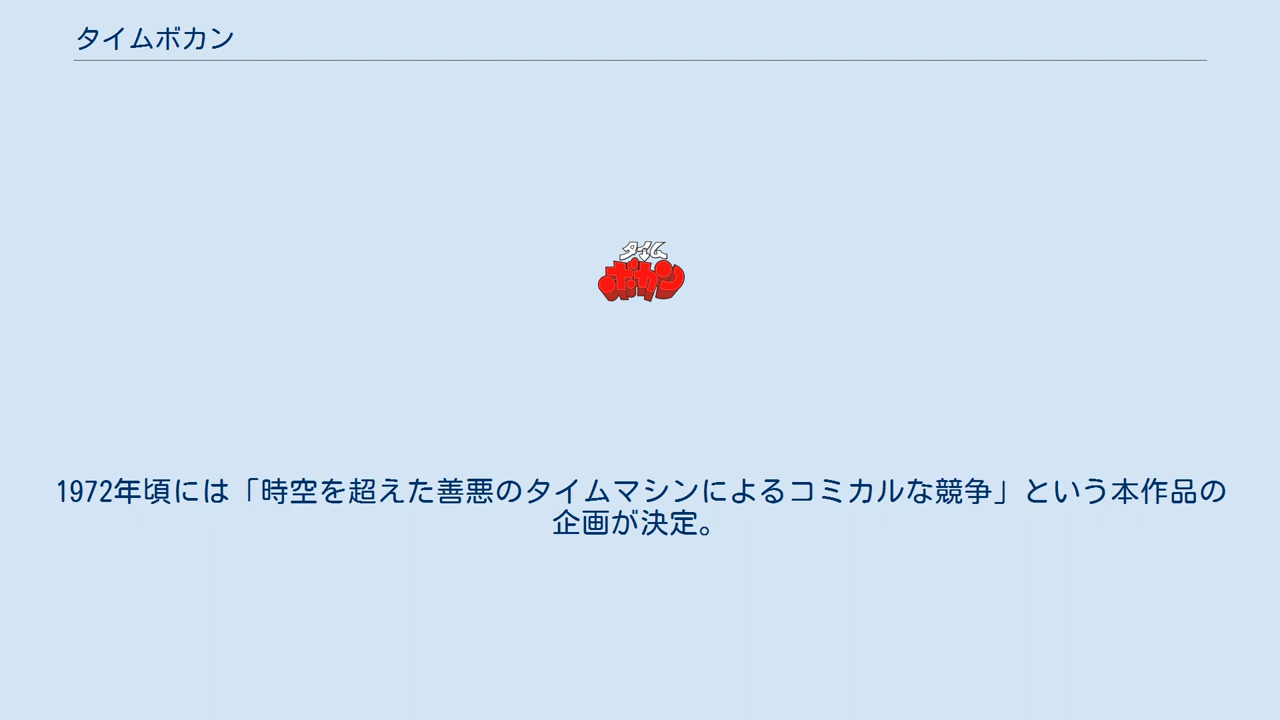 タイムボカン
タイム
ボカン
1972年頃には「時空を超えた善悪のタイムマシンによるコミカルな競争」という本作品の
企画が決定。